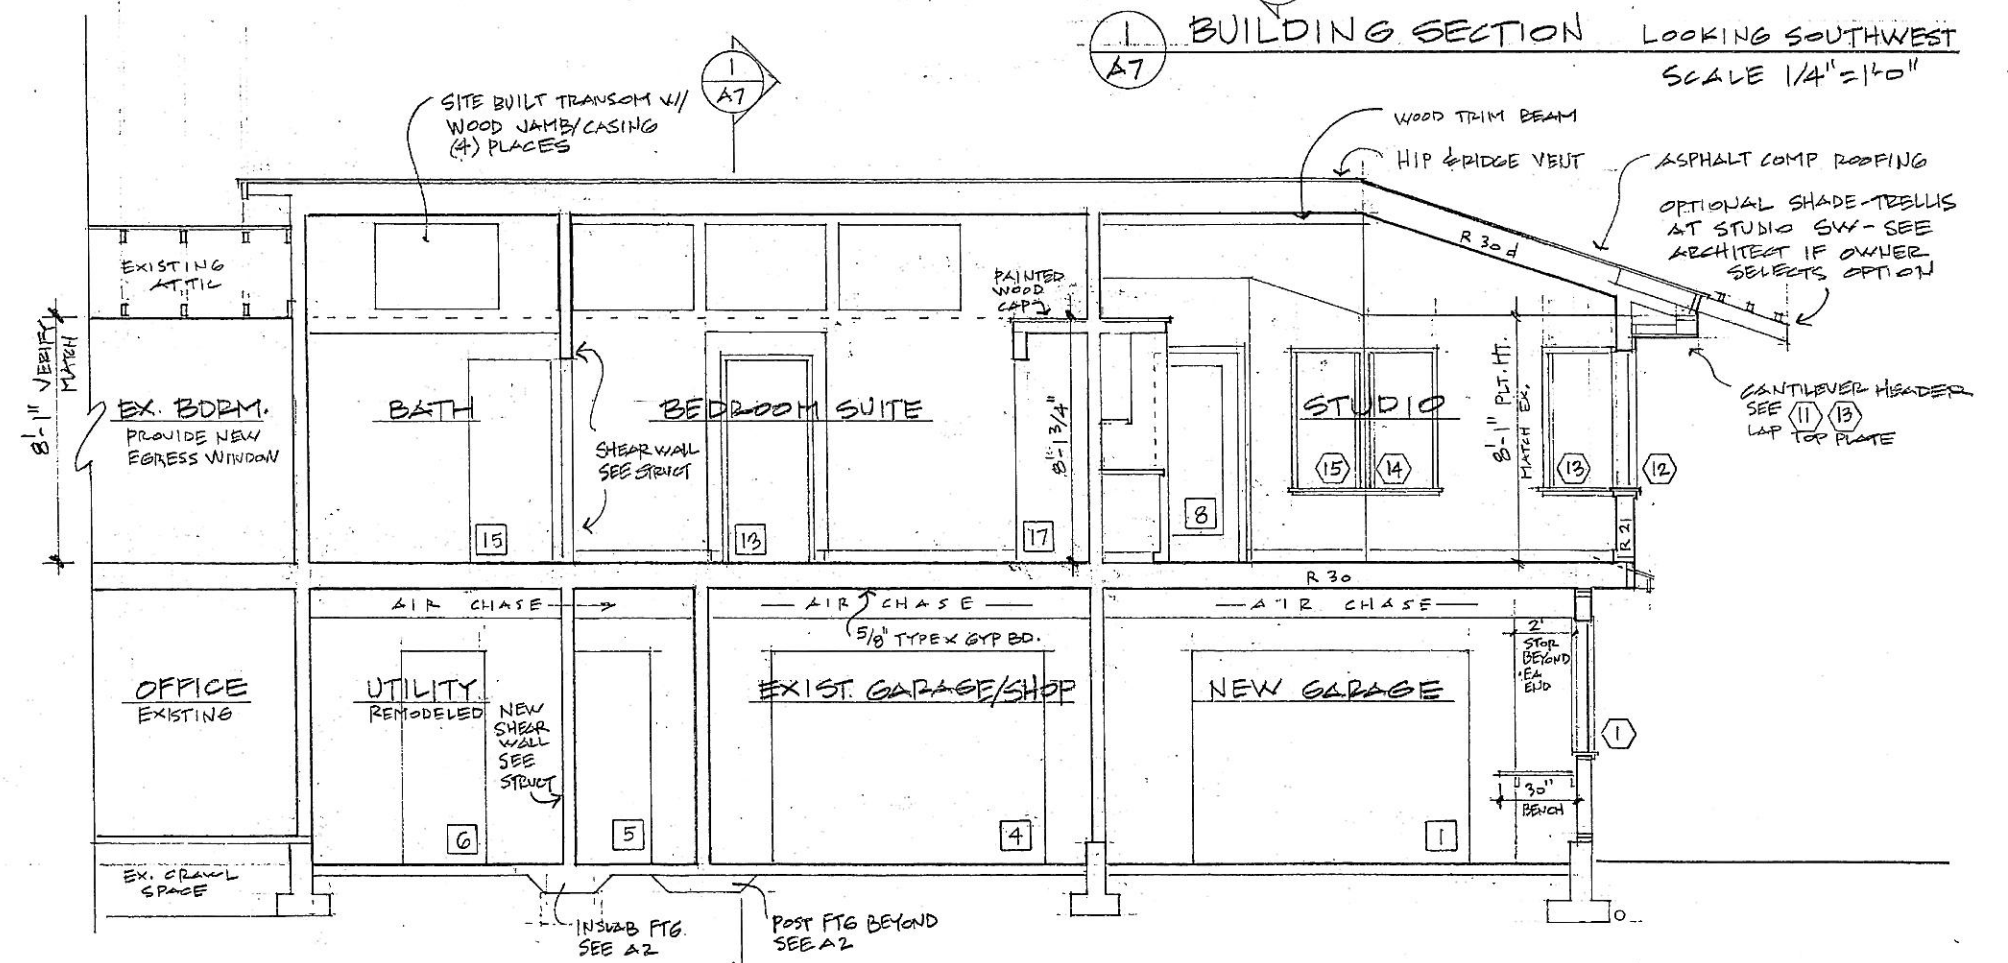 1
A7
BUILDING SECTION
LOOKING SOUTHWEST
SCALE 1/4"=1'-0"
1
A7
SITE BUILT TRANSOM W/
WOOD JAMB/CASING
(4) PLACES
WOOD TRIM BEAM
HIP & RIDGE VENT
ASPHALT COMP ROOFING
OPTIONAL SHADE-TRELLIS
AT STUDIO SW - SEE
ARCHITECT IF OWNER
SELECTS OPTION
R 30 d
EXISTING
ATTIC
PAINTED
WOOD
CAP
8'-1" VERIFY
MATCH
EX. BDRM.
PROVIDE NEW
EGRESS WINDOW
BATH
BEDROOM SUITE
STUDIO
SHEAR WALL
SEE STRUCT
8'-1 3/4"
8'-1" PLT. HT.
MATCH EX.
CANTILEVER HEADER
SEE 11 13
LAP TOP PLATE
15
14
13
12
15
13
17
8
R 21
R 30
AIR CHASE
AIR CHASE
AIR CHASE
5/8" TYPE X GYP BD.
2'
STOR
BEYOND
EA
END
OFFICE
EXISTING
UTILITY
REMODELED
NEW
SHEAR
WALL
SEE
STRUCT
EXIST. GARAGE/SHOP
NEW GARAGE
1
30"
BENCH
6
5
4
1
EX. CRAWL
SPACE
INSLAB FTG.
SEE A2
POST FTG BEYOND
SEE A2